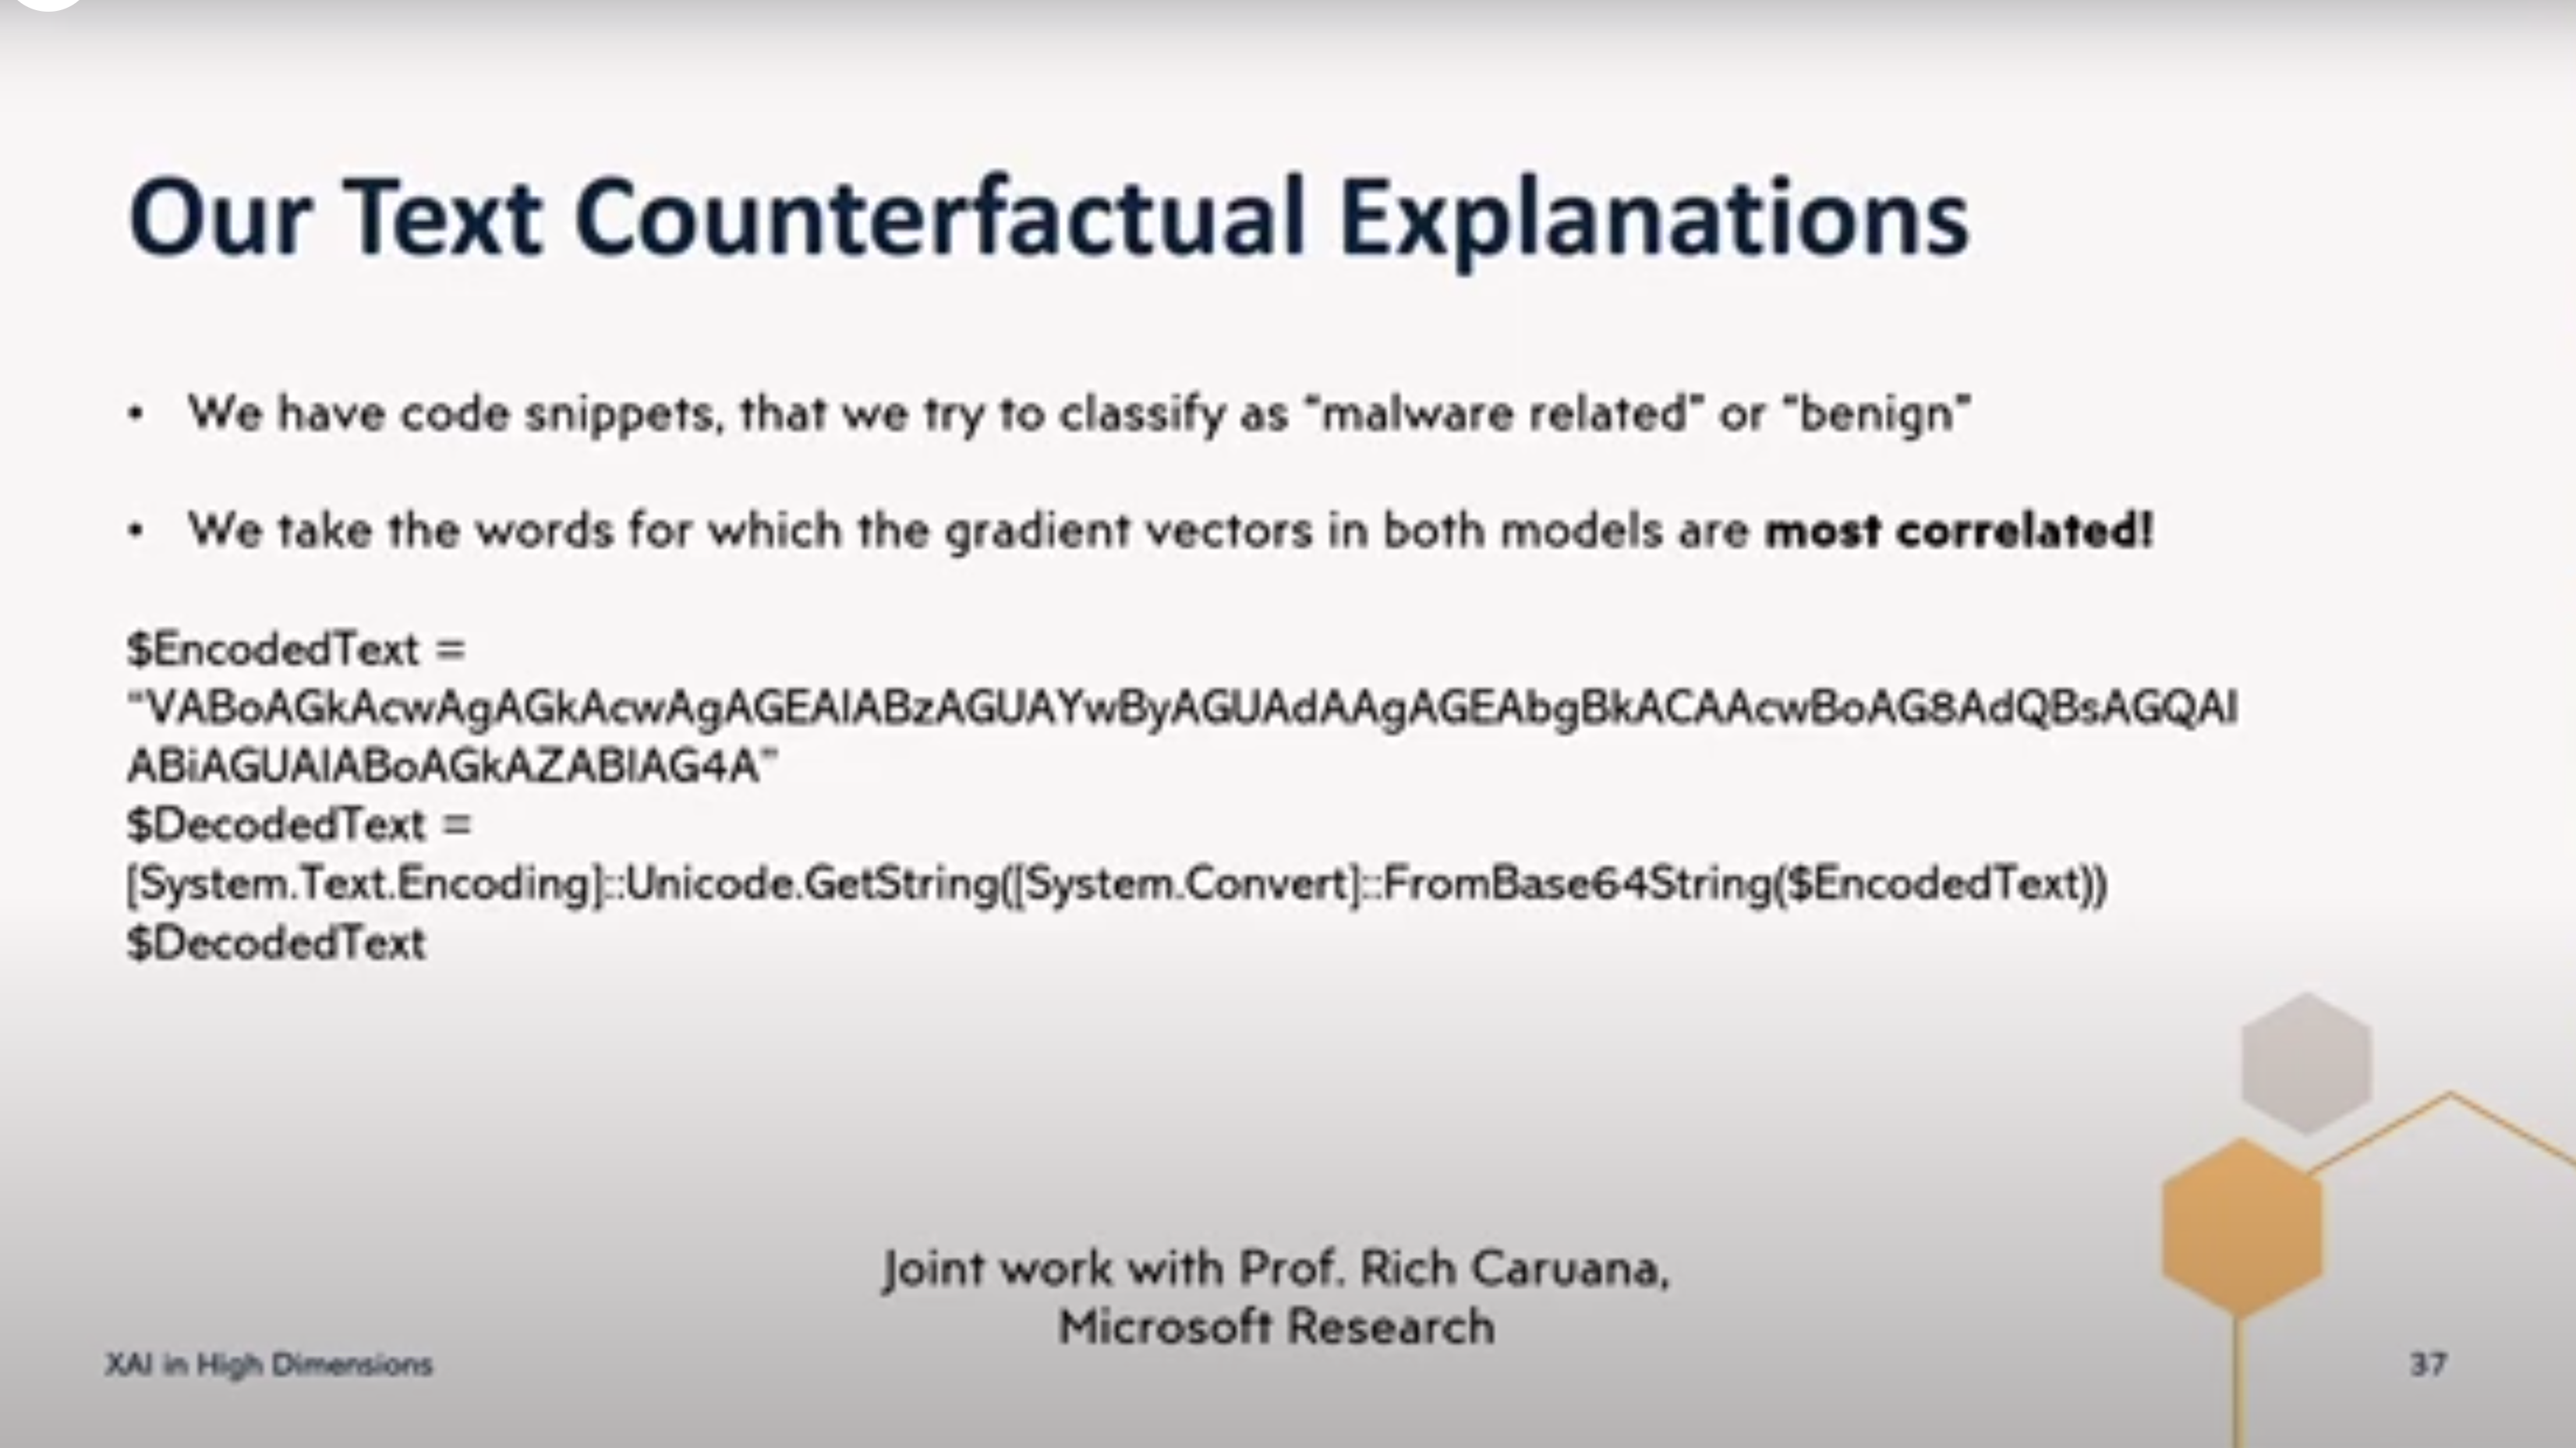 Our Text Counterfactual Explanations
• We have code snippets, that we try to classify as "malware related" or "benign"
• We take the words for which the gradient vectors in both models are most correlated!
$EncodedText =
"VABoAGkAcwAgAGkAcwAgAGEAIABzAGUAYwByAGUAdAAgAGEAbgBkACAAcwBoAG8AdQBsAGQAI
ABiAGUAIABoAGkAZABlAG4A"
$DecodedText =
[System.Text.Encoding]::Unicode.GetString([System.Convert]::FromBase64String($EncodedText))
$DecodedText
Joint work with Prof. Rich Caruana,
Microsoft Research
XAI in High Dimensions
37